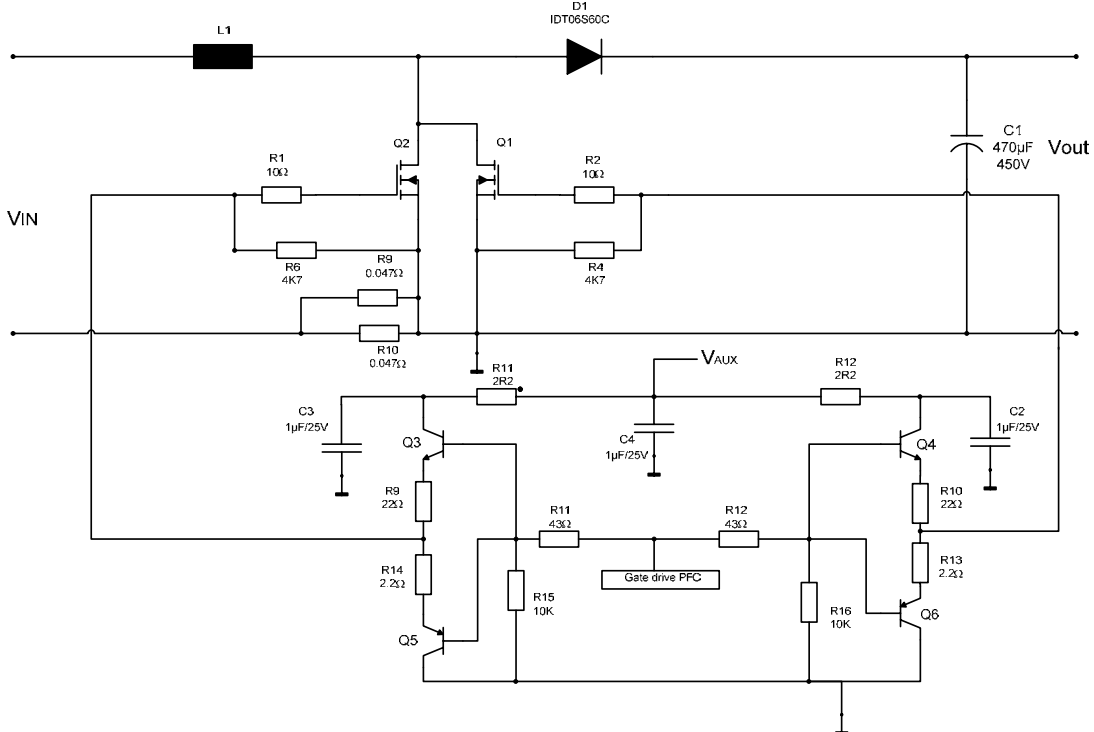 D1
IDT06S60C
L1
Q2
Q1
C1
470µF
450V
Vout
R1
10Ω
R2
10Ω
VIN
R6
4K7
R9
0.047Ω
R4
4K7
R10
0.047Ω
R11
2R2
VAUX
R12
2R2
C3
1µF/25V
Q3
C4
1µF/25V
Q4
C2
1µF/25V
R9
22Ω
R10
22Ω
R11
43Ω
R12
43Ω
R14
2.2Ω
Gate drive PFC
R13
2.2Ω
R15
10K
R16
10K
Q5
Q6